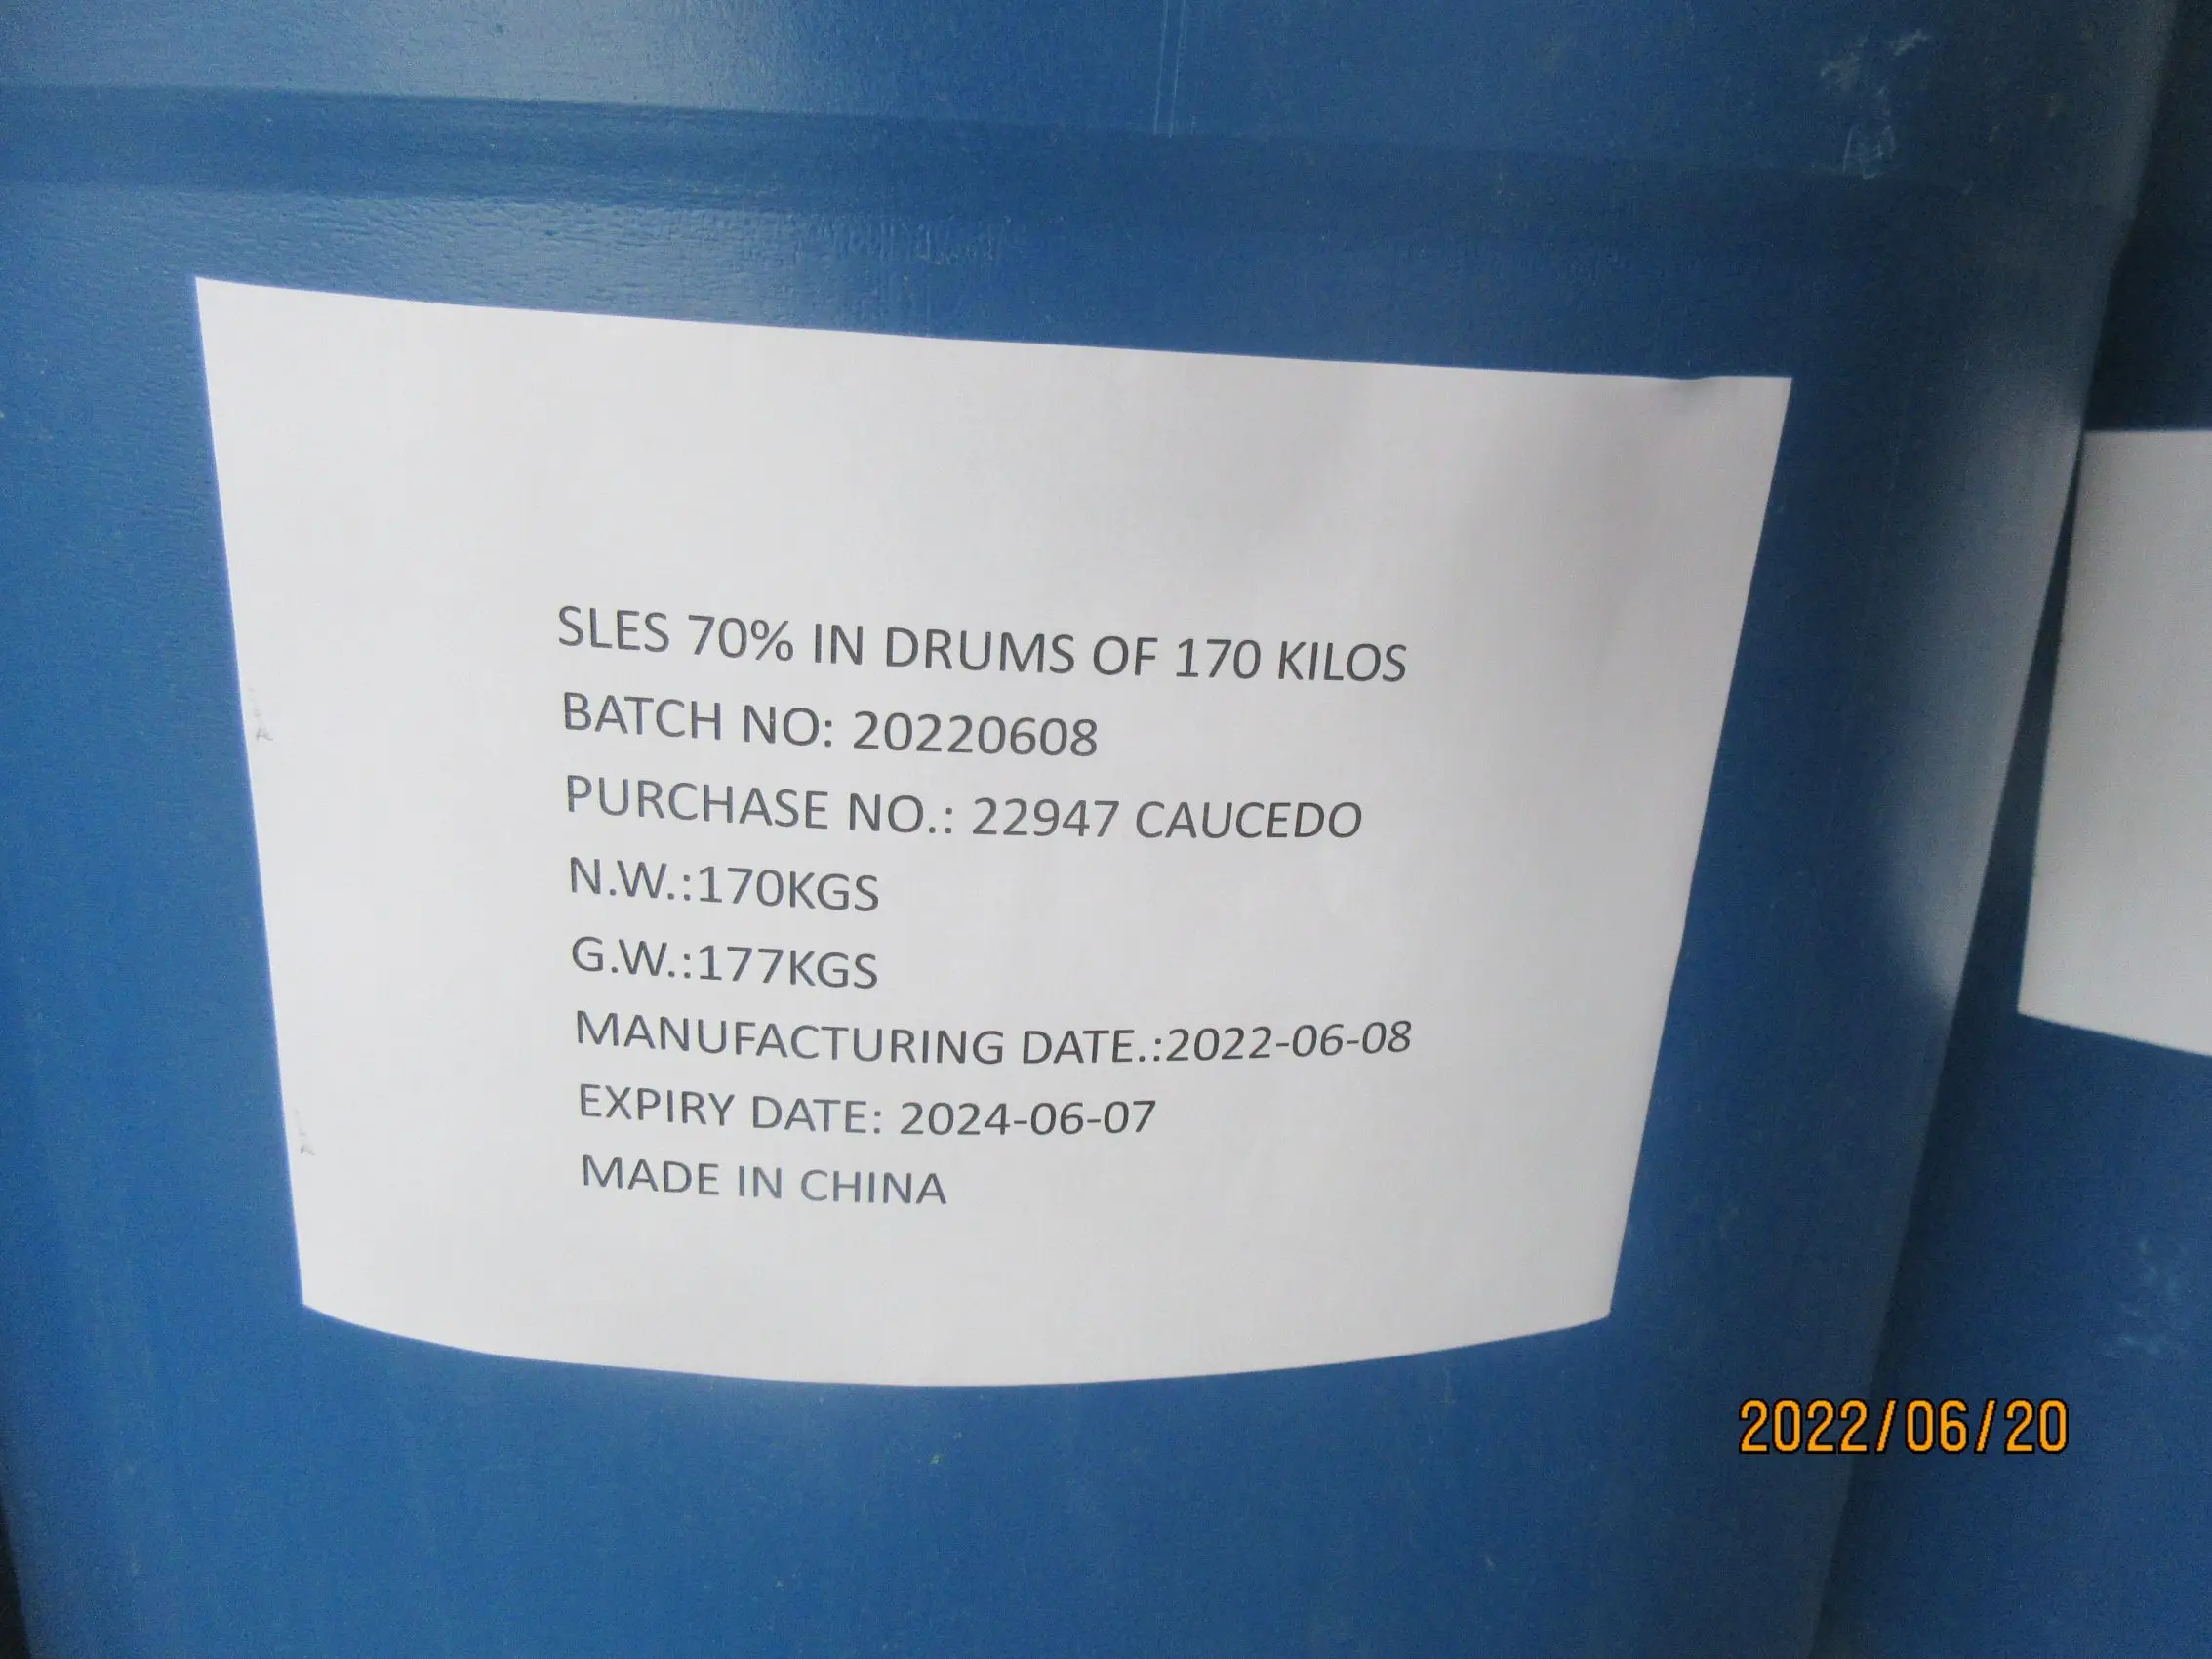 SLES 70% IN DRUMS OF 170 KILOS
BATCH NO: 20220608
PURCHASE NO.: 22947 CAUCEDO
N.W.:170KGS
G.W.:177KGS
MANUFACTURING DATE.:2022-06-08
EXPIRY DATE: 2024-06-07
MADE IN CHINA
2022/06/20